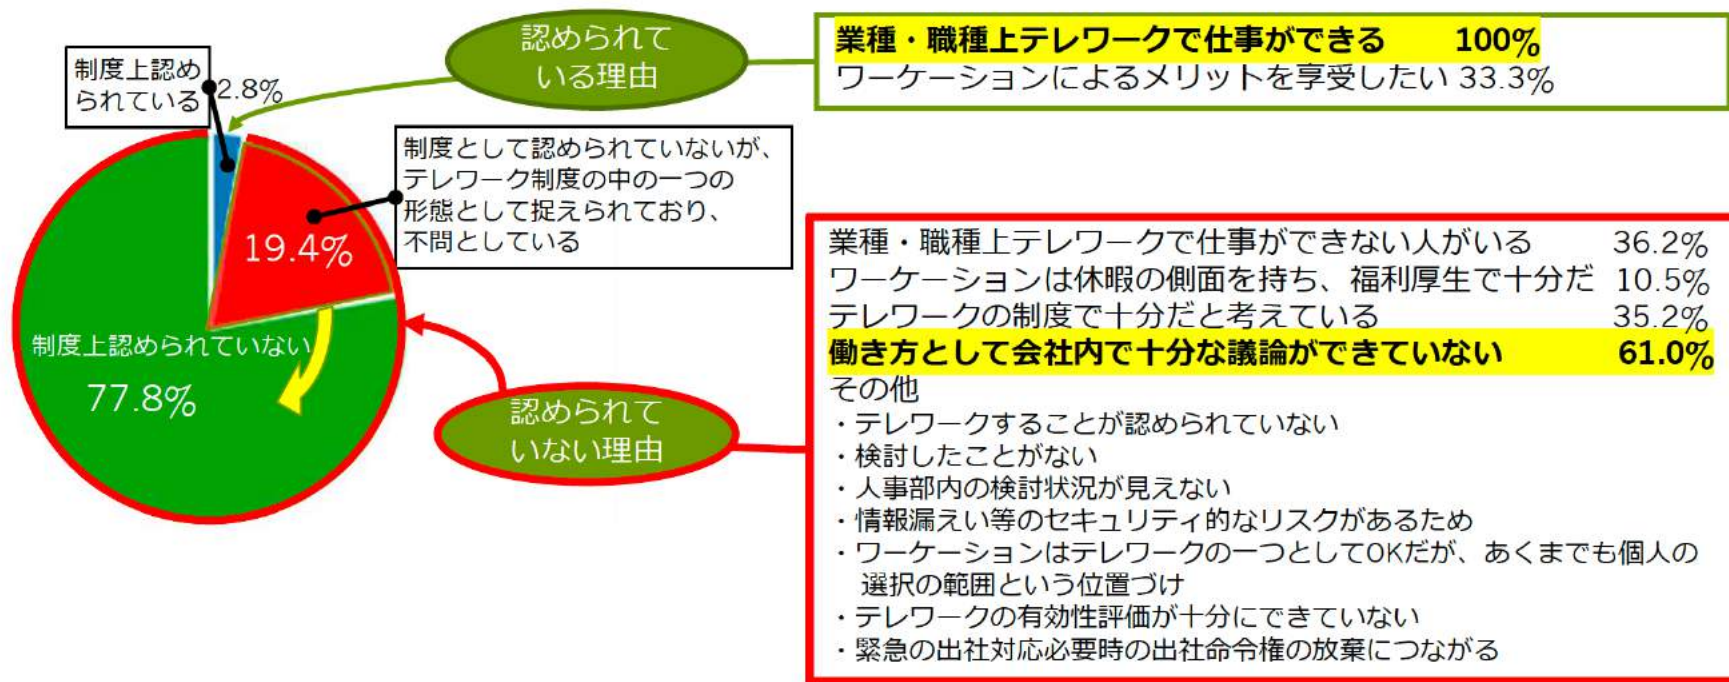 認められて
いる理由
業種・職種上テレワークで仕事ができる 100%
ワーケーションによるメリットを享受したい 33.3%
制度上認め
られている
2.8%
制度として認められていないが、
テレワーク制度の中の一つの
形態として捉えられており、
不問としている
19.4%
制度上認められていない
77.8%
認められて
いない理由
業種・職種上テレワークで仕事ができない人がいる 36.2%
ワーケーションは休暇の側面を持ち、福利厚生で十分だ 10.5%
テレワークの制度で十分だと考えている 35.2%
働き方として会社内で十分な議論ができていない 61.0%
その他
・テレワークすることが認められていない
・検討したことがない
・人事部内の検討状況が見えない
・情報漏えい等のセキュリティ的なリスクがあるため
・ワーケーションはテレワークの一つとしてOKだが、あくまでも個人の
選択の範囲という位置づけ
・テレワークの有効性評価が十分にできていない
・緊急の出社対応必要時の出社命令権の放棄につながる